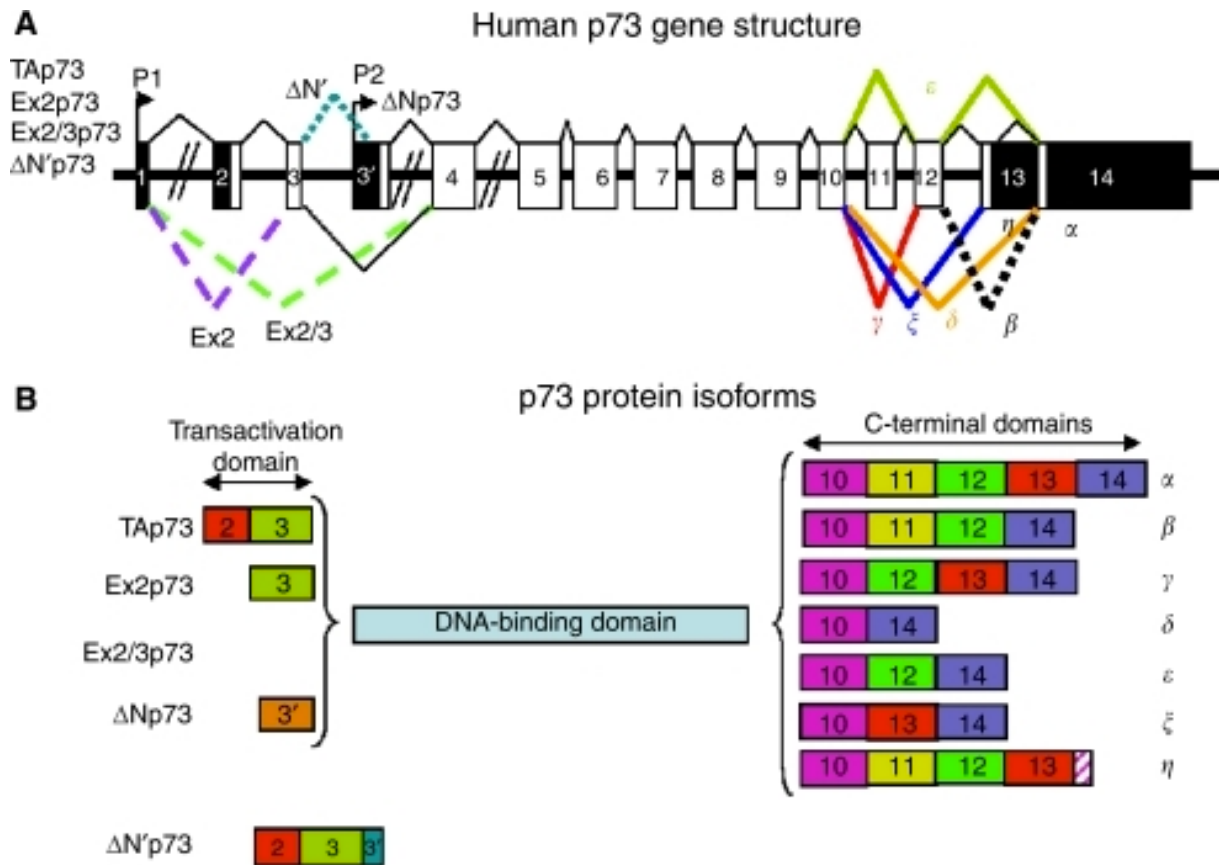 A
Human p73 gene structure
TAp73
Ex2p73
Ex2/3p73
ΔN'p73
P1
ΔN'
P2
ΔNp73
ε
1 2 3 3' 4 5 6 7 8 9 10 11 12 13 14
η
α
Ex2
Ex2/3
γ ξ δ β
B
p73 protein isoforms
Transactivation
domain
C-terminal domains
10 11 12 13 14 α
TAp73 2 3
10 11 12 14 β
Ex2p73 3
10 12 13 14 γ
DNA-binding domain
10 14 δ
Ex2/3p73
10 12 14 ε
ΔNp73 3'
10 13 14 ξ
10 11 12 13 η
ΔN'p73 2 3 3'